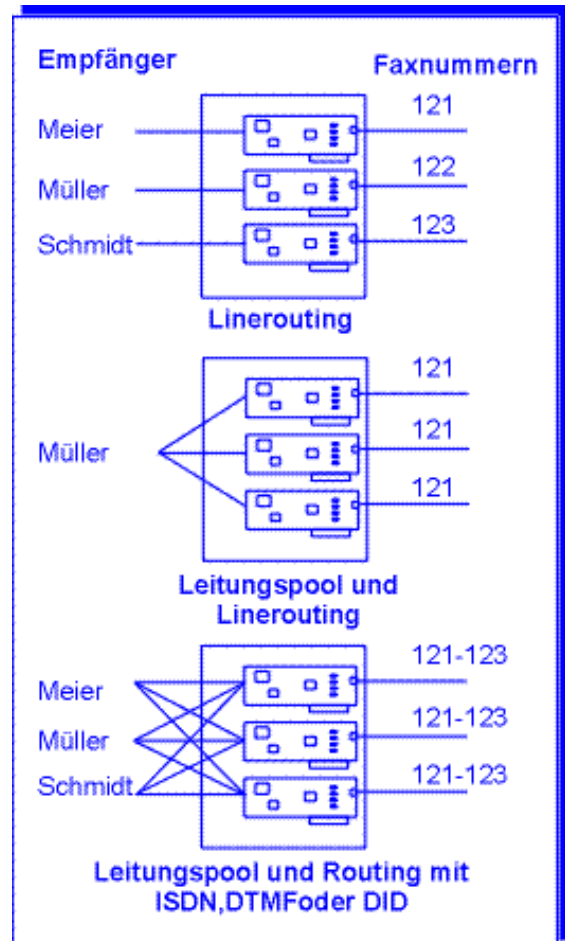 Empfänger
Faxnummern
Meier
121
Müller
122
Schmidt
123
Linerouting
121
Müller
121
121
Leitungspool und
Linerouting
121-123
Meier
121-123
Müller
121-123
Schmidt
Leitungspool und Routing mit
ISDN,DTMFoder DID